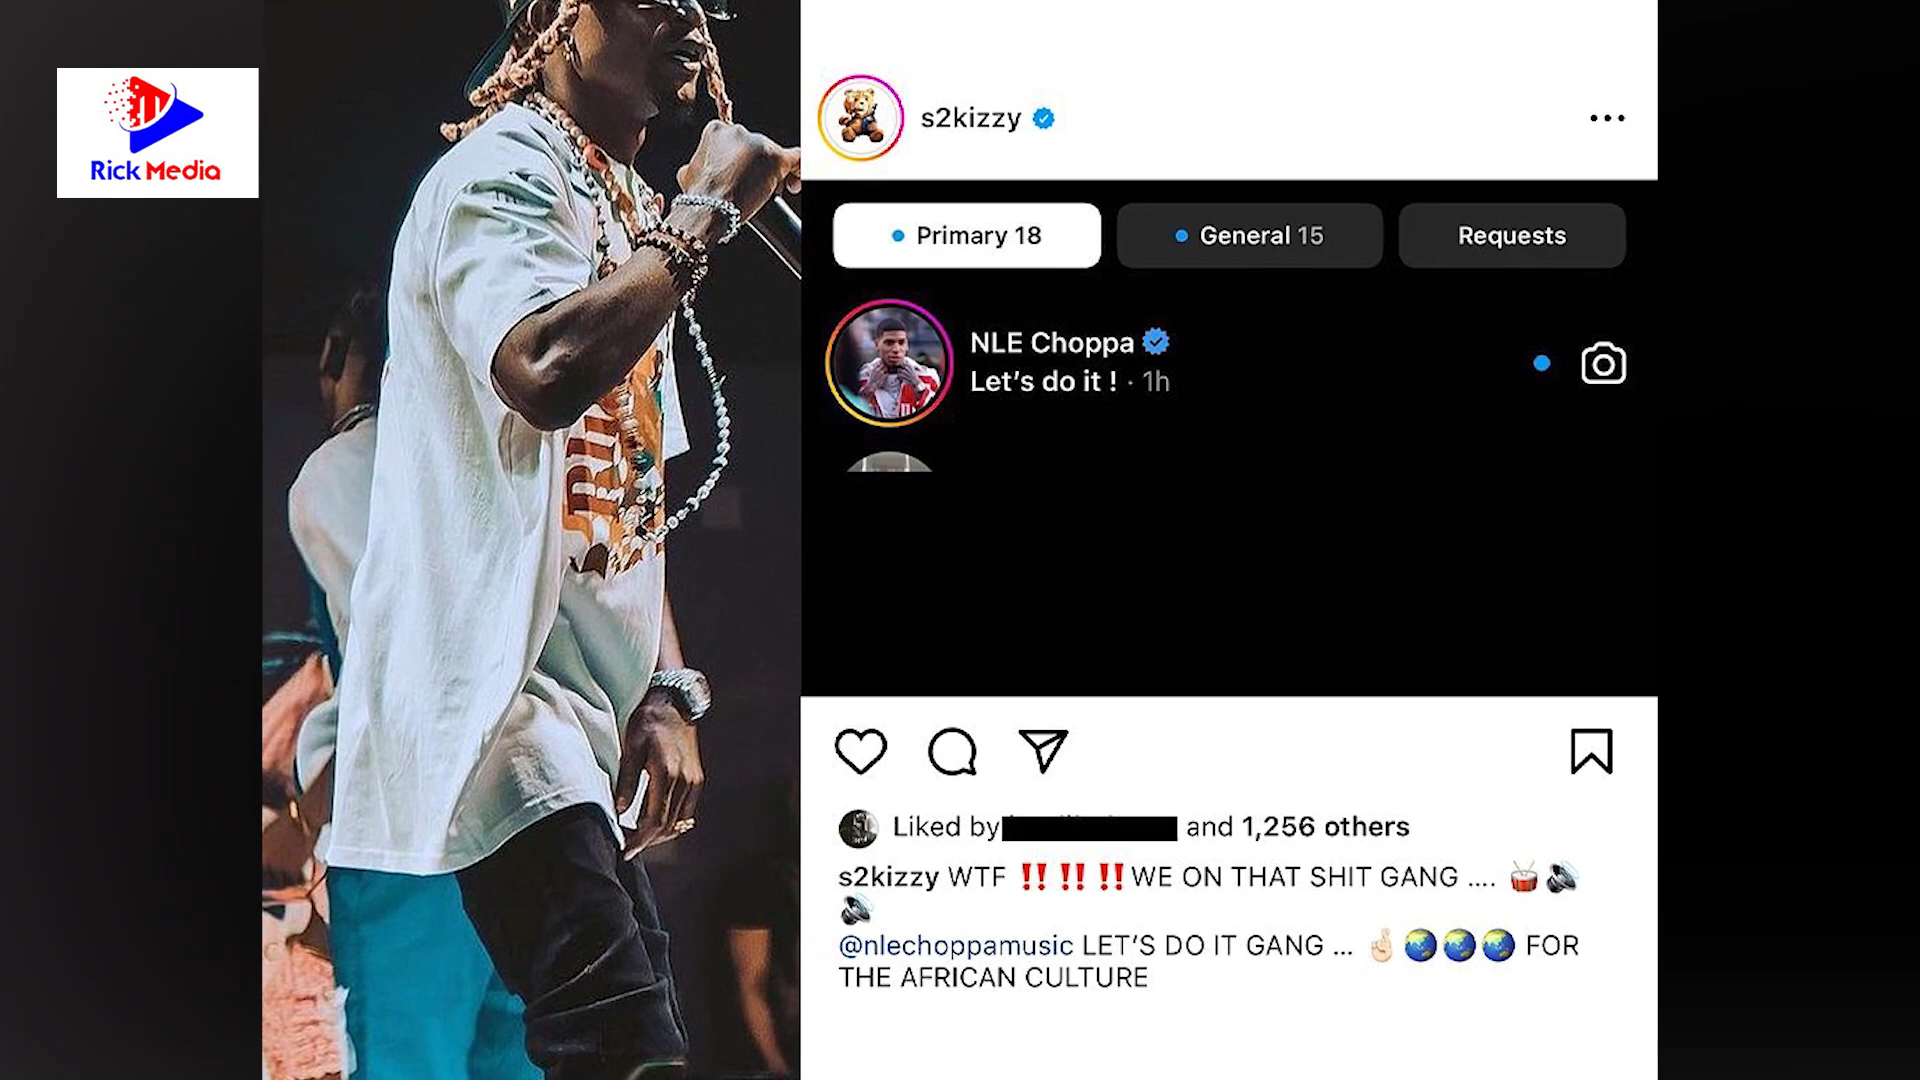 Rick Media
s2kizzy
Primary 18
General 15
Requests
NLE Choppa
Let's do it ! · 1h
Liked by and 1,256 others
s2kizzy WTF ‼️ ‼️ ‼️WE ON THAT SHIT GANG .... 🥁🔊
🔊
@nlechoppamusic LET'S DO IT GANG ... 🤞🏻🌏🌏🌏 FOR
THE AFRICAN CULTURE